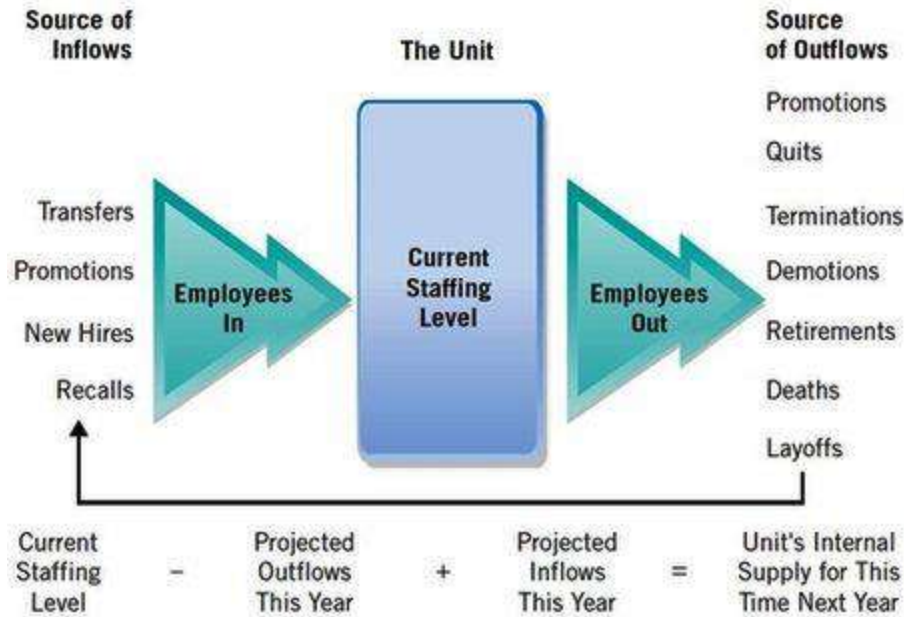 Source of
Inflows
The Unit
Source
of Outflows
Transfers
Promotions
New Hires
Recalls
Employees
In
Current
Staffing
Level
Employees
Out
Promotions
Quits
Terminations
Demotions
Retirements
Deaths
Layoffs
Current
Staffing
Level
–
Projected
Outflows
This Year
+
Projected
Inflows
This Year
=
Unit's Internal
Supply for This
Time Next Year